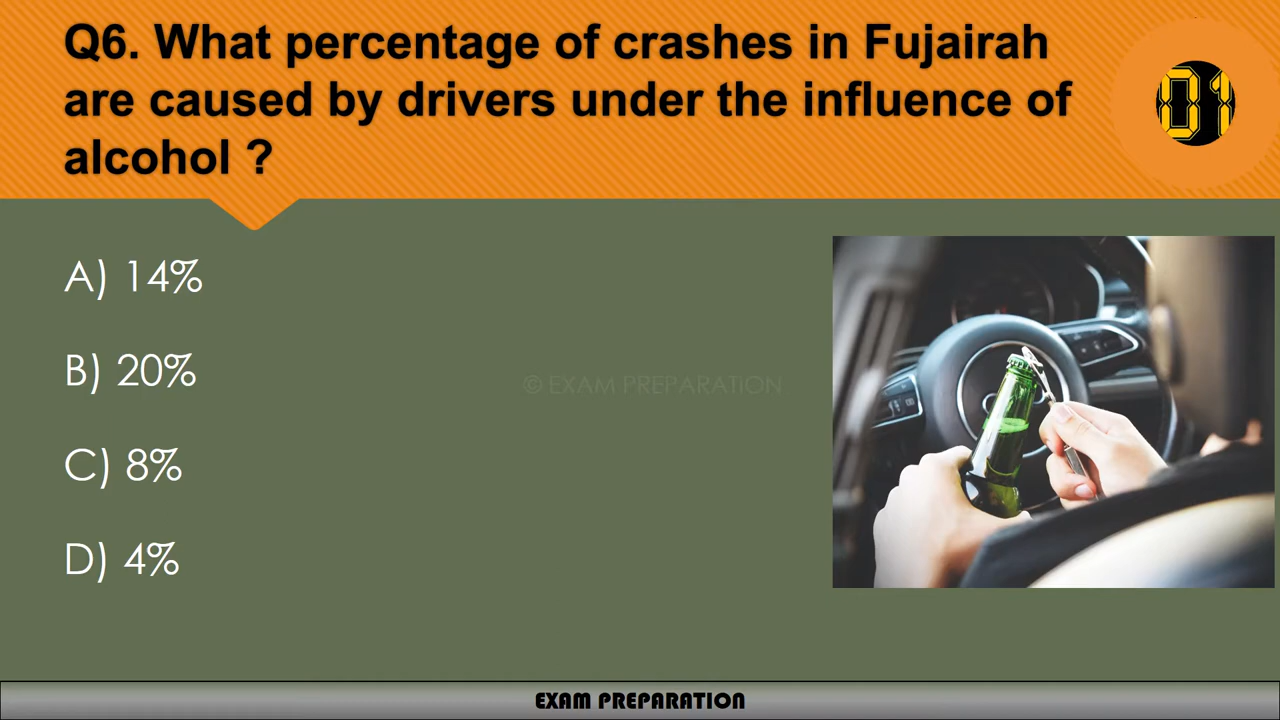 Q6. What percentage of crashes in Fujairah
are caused by drivers under the influence of
alcohol ?
01
A) 14%
B) 20%
© EXAM PREPARATION
C) 8%
D) 4%
EXAM PREPARATION